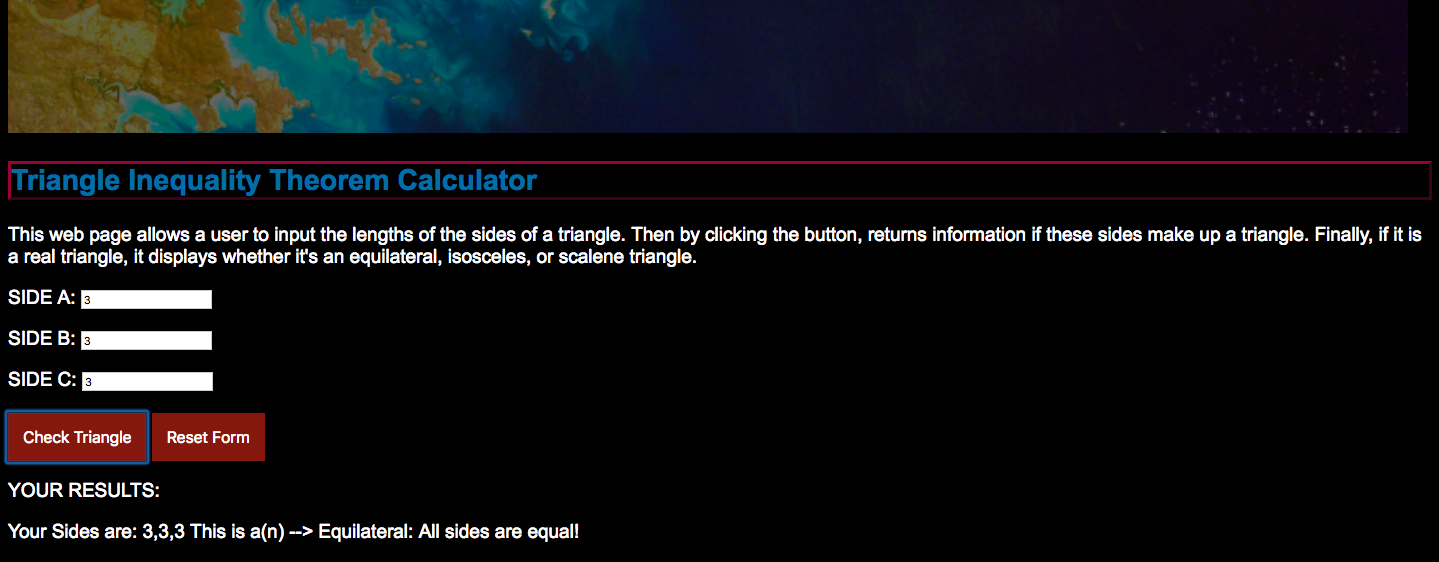 Triangle Inequality Theorem Calculator
This web page allows a user to input the lengths of the sides of a triangle. Then by clicking the button, returns information if these sides make up a triangle. Finally, if it is
a real triangle, it displays whether it's an equilateral, isosceles, or scalene triangle.
SIDE A: 3
SIDE B: 3
SIDE C: 3
Check Triangle Reset Form
YOUR RESULTS:
Your Sides are: 3,3,3 This is a(n) --> Equilateral: All sides are equal!